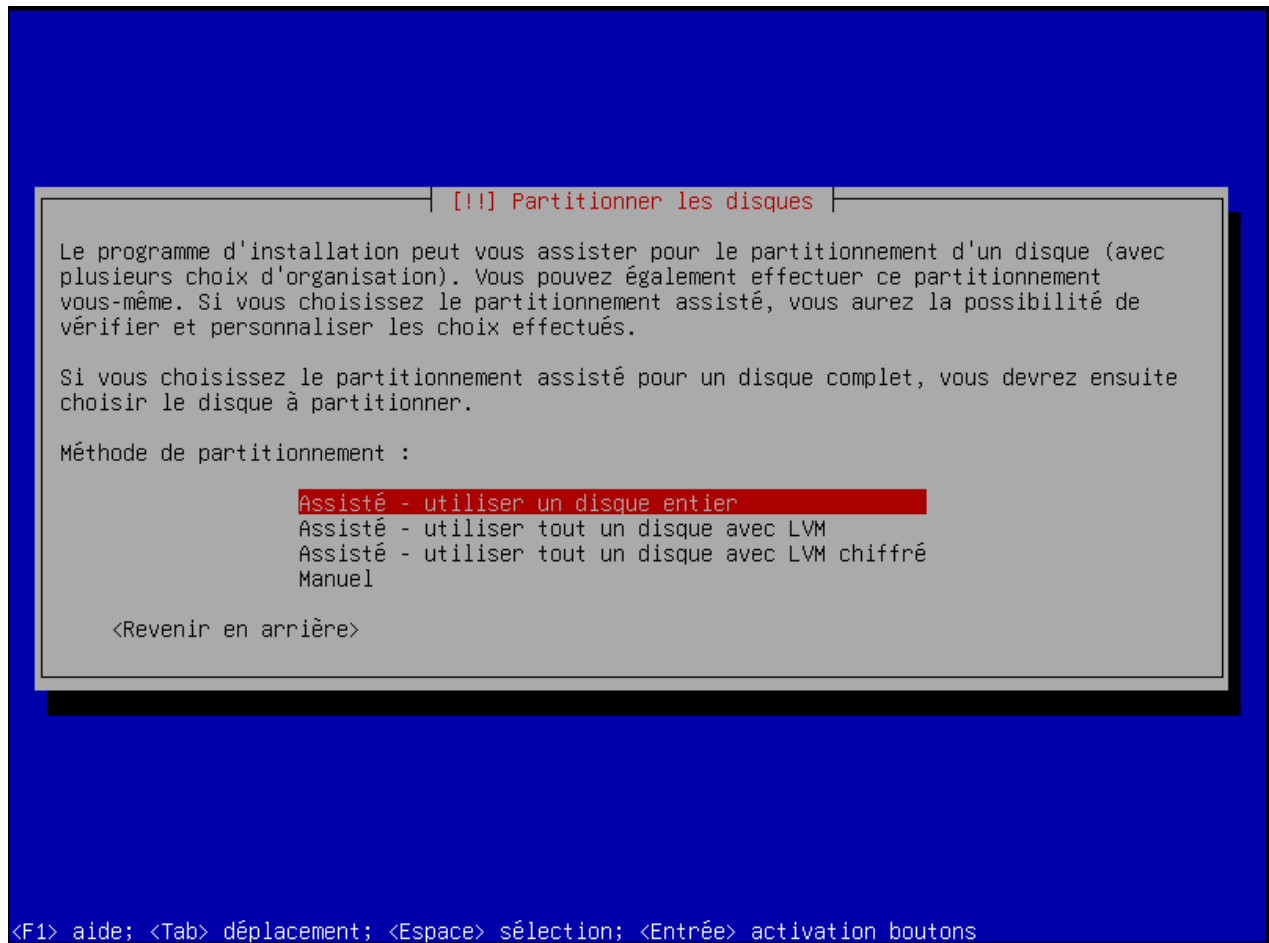 [!!] Partitionner les disques
Le programme d'installation peut vous assister pour le partitionnement d'un disque (avec
plusieurs choix d'organisation). Vous pouvez également effectuer ce partitionnement
vous-même. Si vous choisissez le partitionnement assisté, vous aurez la possibilité de
vérifier et personnaliser les choix effectués.
Si vous choisissez le partitionnement assisté pour un disque complet, vous devrez ensuite
choisir le disque à partitionner.
Méthode de partitionnement :
Assisté - utiliser un disque entier
Assisté - utiliser tout un disque avec LVM
Assisté - utiliser tout un disque avec LVM chiffré
Manuel
<Revenir en arrière>
<F1> aide; <Tab> déplacement; <Espace> sélection; <Entrée> activation boutons